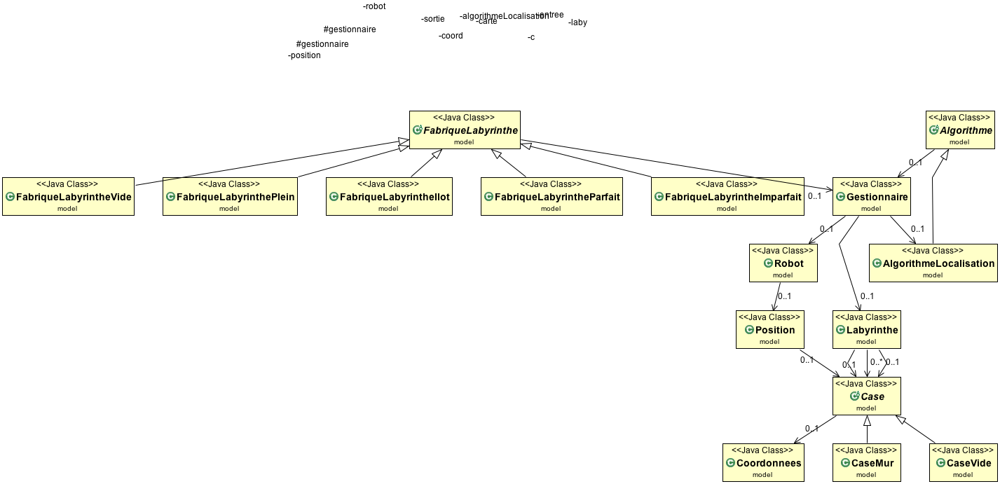 -robot
-entree
-algorithmeLocalisation
-sortie
-carte
-laby
#gestionnaire
-coord
-c
#gestionnaire
-position
<<Java Class>>
FabriqueLabyrinthe
model
<<Java Class>>
Algorithme
model
0..1
<<Java Class>>
FabriqueLabyrintheVide
model
<<Java Class>>
FabriqueLabyrinthePlein
model
<<Java Class>>
FabriqueLabyrintheIlot
model
<<Java Class>>
FabriqueLabyrintheParfait
model
<<Java Class>>
FabriqueLabyrintheImparfait
model
0..1
<<Java Class>>
Gestionnaire
model
0..1
0..1
<<Java Class>>
Robot
model
<<Java Class>>
AlgorithmeLocalisation
model
0..1
0..1
<<Java Class>>
Position
model
<<Java Class>>
Labyrinthe
model
0..1
0..1
0..*
0..1
<<Java Class>>
Case
model
0..1
<<Java Class>>
Coordonnees
model
<<Java Class>>
CaseMur
model
<<Java Class>>
CaseVide
model